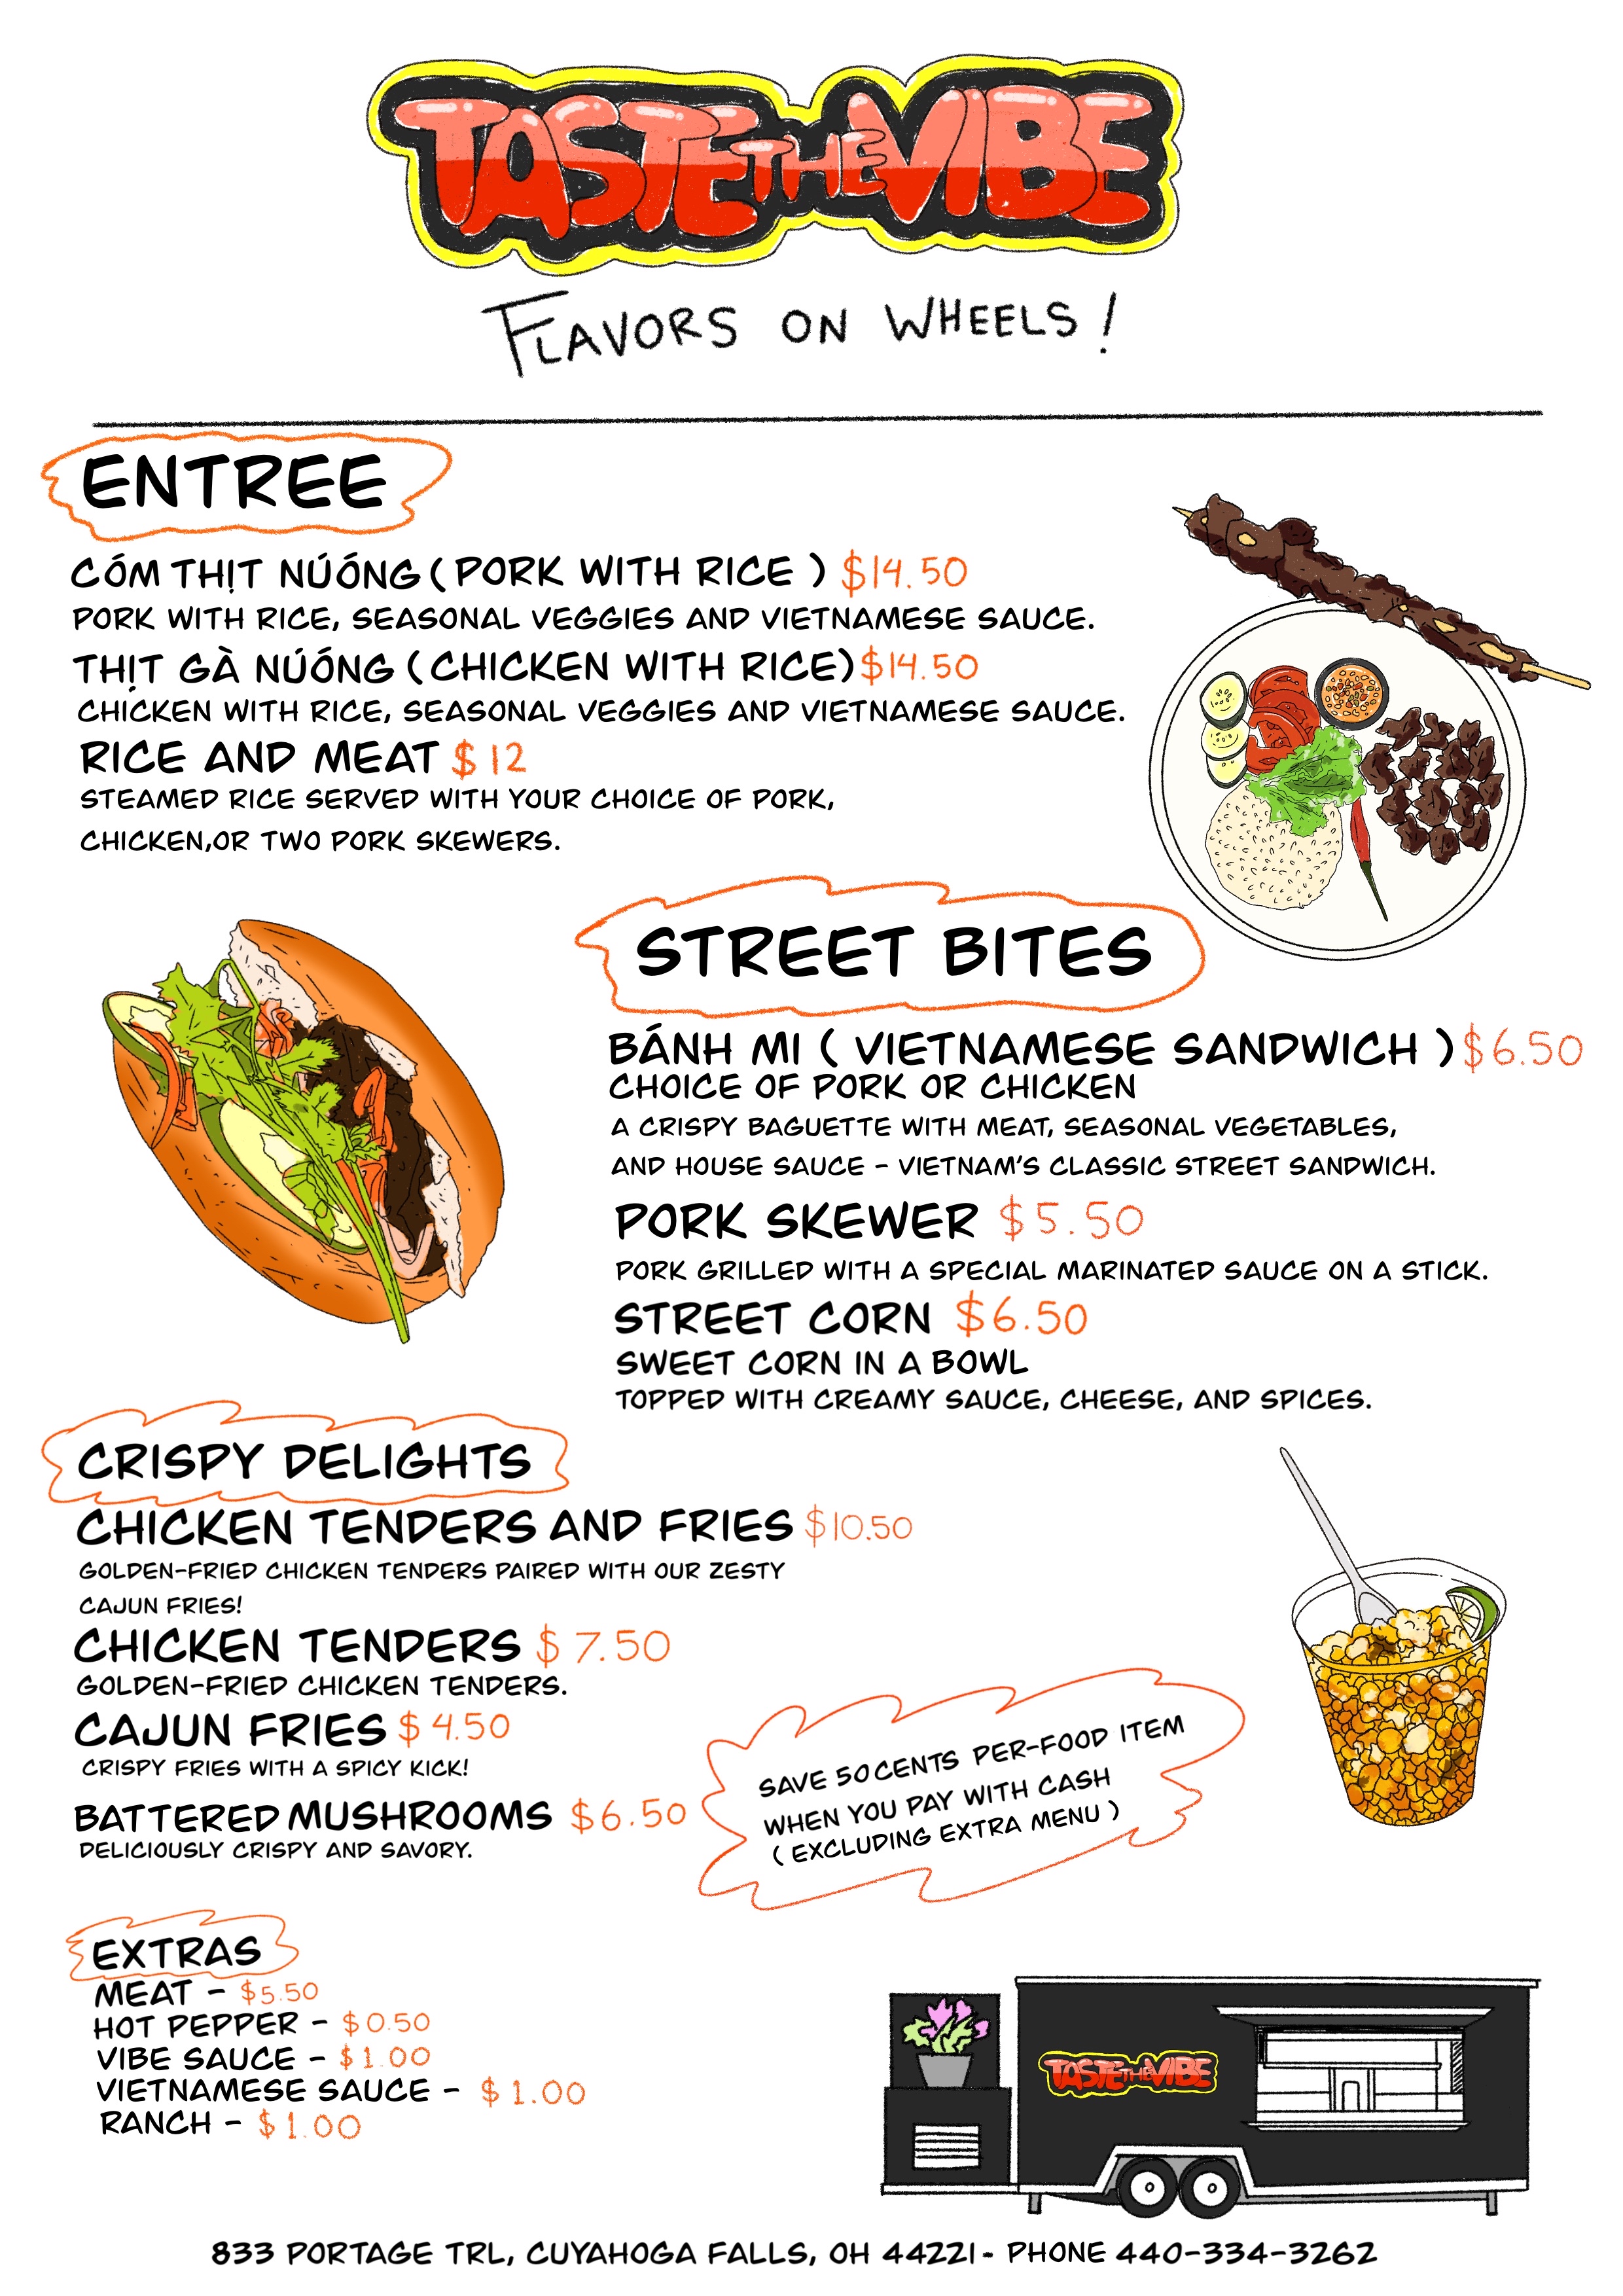 TASTE THE VIBE
FLAVORS ON WHEELS!
ENTREE
CÓM THỊT NÚÓNG (PORK WITH RICE ) $14.50
PORK WITH RICE, SEASONAL VEGGIES AND VIETNAMESE SAUCE.
THỊT GÀ NÚÓNG (CHICKEN WITH RICE) $14.50
CHICKEN WITH RICE, SEASONAL VEGGIES AND VIETNAMESE SAUCE.
RICE AND MEAT $12
STEAMED RICE SERVED WITH YOUR CHOICE OF PORK,
CHICKEN,OR TWO PORK SKEWERS.
STREET BITES
BÁNH MI ( VIETNAMESE SANDWICH ) $6.50
CHOICE OF PORK OR CHICKEN
A CRISPY BAGUETTE WITH MEAT, SEASONAL VEGETABLES,
AND HOUSE SAUCE - VIETNAM'S CLASSIC STREET SANDWICH.
PORK SKEWER $5.50
PORK GRILLED WITH A SPECIAL MARINATED SAUCE ON A STICK.
STREET CORN $6.50
SWEET CORN IN A BOWL
TOPPED WITH CREAMY SAUCE, CHEESE, AND SPICES.
CRISPY DELIGHTS
CHICKEN TENDERS AND FRIES $10.50
GOLDEN-FRIED CHICKEN TENDERS PAIRED WITH OUR ZESTY
CAJUN FRIES!
CHICKEN TENDERS $7.50
GOLDEN-FRIED CHICKEN TENDERS.
CAJUN FRIES $4.50
CRISPY FRIES WITH A SPICY KICK!
BATTERED MUSHROOMS $6.50
DELICIOUSLY CRISPY AND SAVORY.
SAVE 50CENTS PER-FOOD ITEM
WHEN YOU PAY WITH CASH
( EXCLUDING EXTRA MENU )
EXTRAS
MEAT - $5.50
HOT PEPPER - $0.50
VIBE SAUCE - $1.00
VIETNAMESE SAUCE - $1.00
RANCH - $1.00
TASTE THE VIBE
833 PORTAGE TRL, CUYAHOGA FALLS, OH 44221- PHONE 440-334-3262